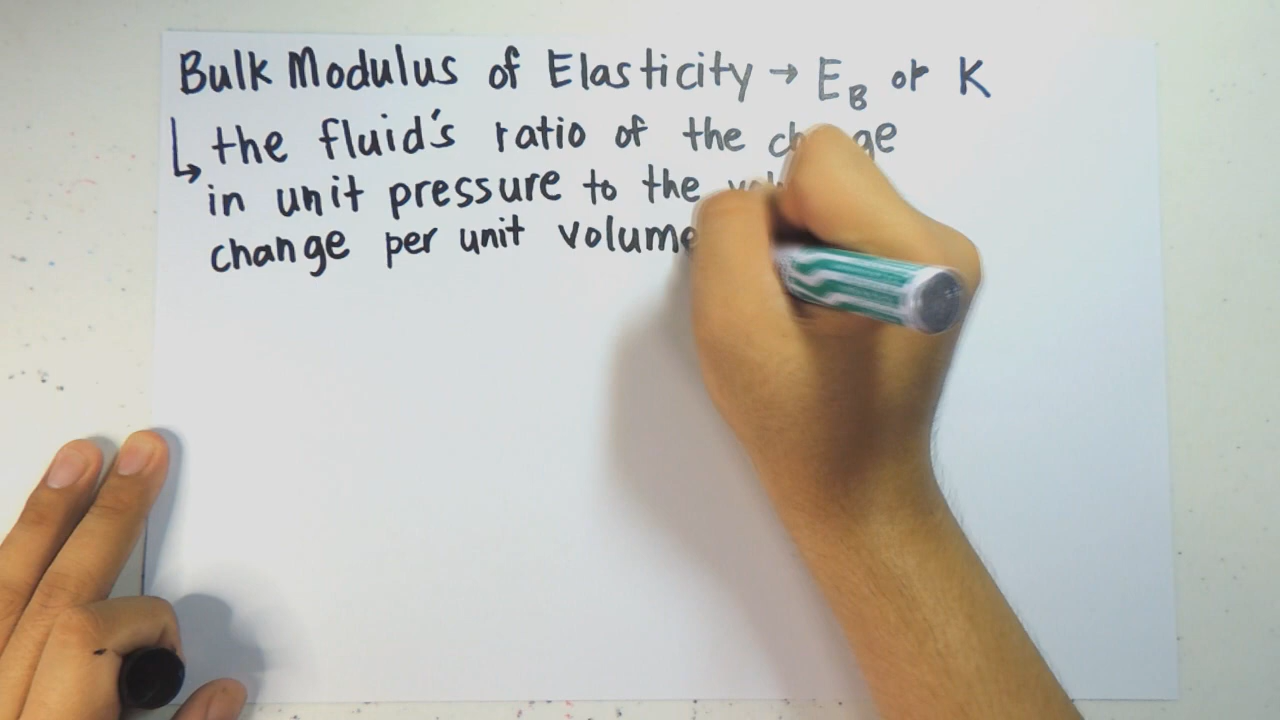 Bulk Modulus of Elasticity → E_B or K
↳ the fluid's ratio of the change
in unit pressure to the
change per unit volume